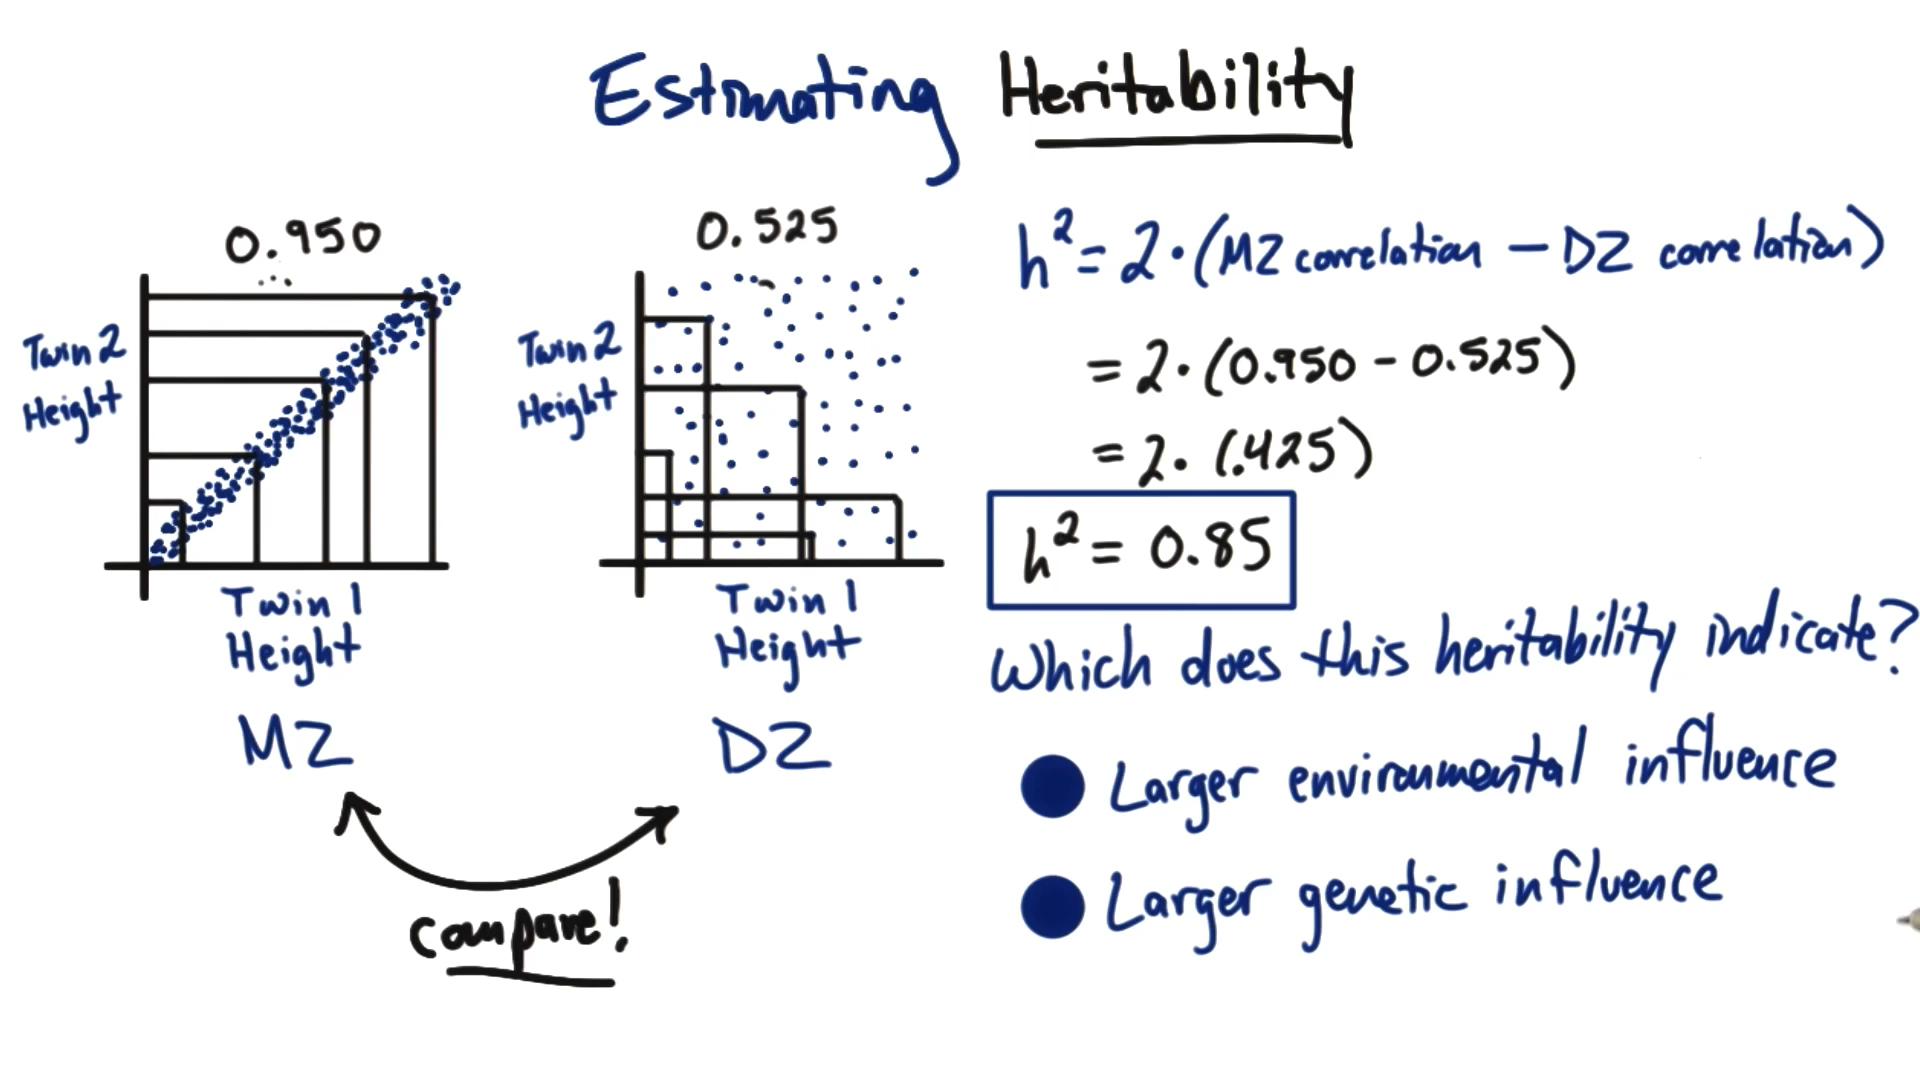 Estimating Heritability
0.950
Twin 2
Height
Twin 1
Height
MZ
0.525
Twin 2
Height
Twin 1
Height
DZ
Compare!
h² = 2 · (MZ correlation - DZ correlation)
= 2 · (0.950 - 0.525)
= 2 · (.425)
h² = 0.85
Which does this heritability indicate?
Larger environmental influence
Larger genetic influence